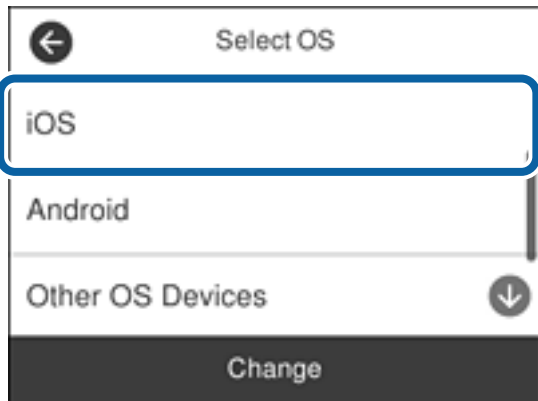 Select OS
iOS
Android
Other OS Devices
Change